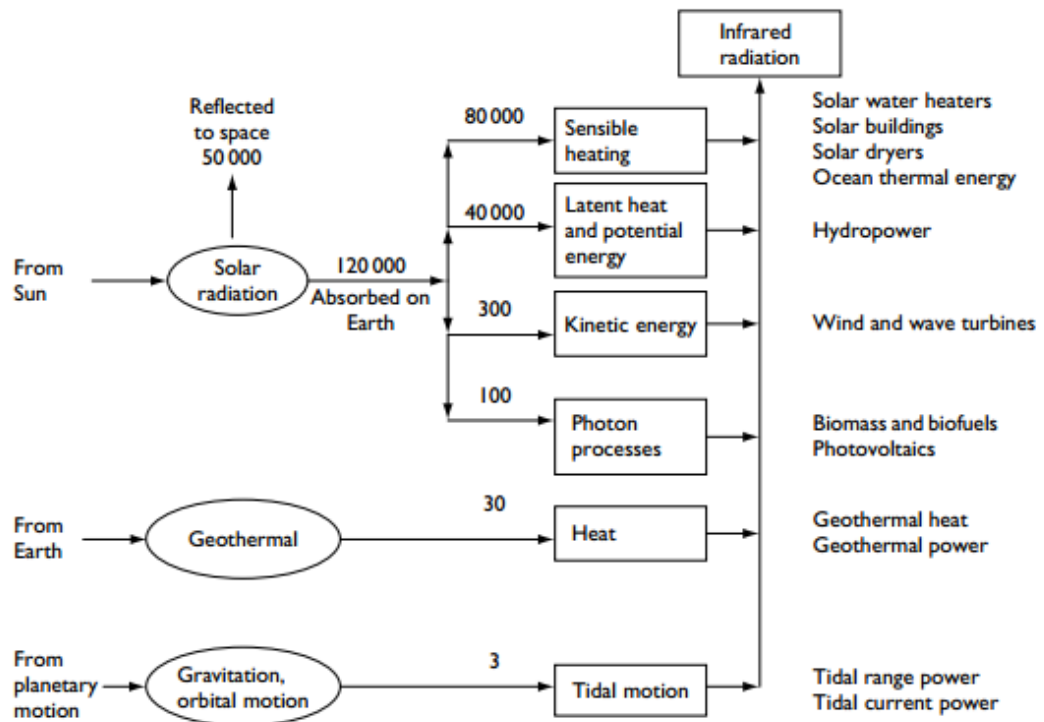 Infrared
radiation
Reflected
to space
50 000
80 000
Sensible
heating
Solar water heaters
Solar buildings
Solar dryers
Ocean thermal energy
40 000
Latent heat
and potential
energy
Hydropower
From
Sun
Solar
radiation
120 000
Absorbed on
Earth
300
Kinetic energy
Wind and wave turbines
100
Photon
processes
Biomass and biofuels
Photovoltaics
From
Earth
Geothermal
30
Heat
Geothermal heat
Geothermal power
From
planetary
motion
Gravitation,
orbital motion
3
Tidal motion
Tidal range power
Tidal current power